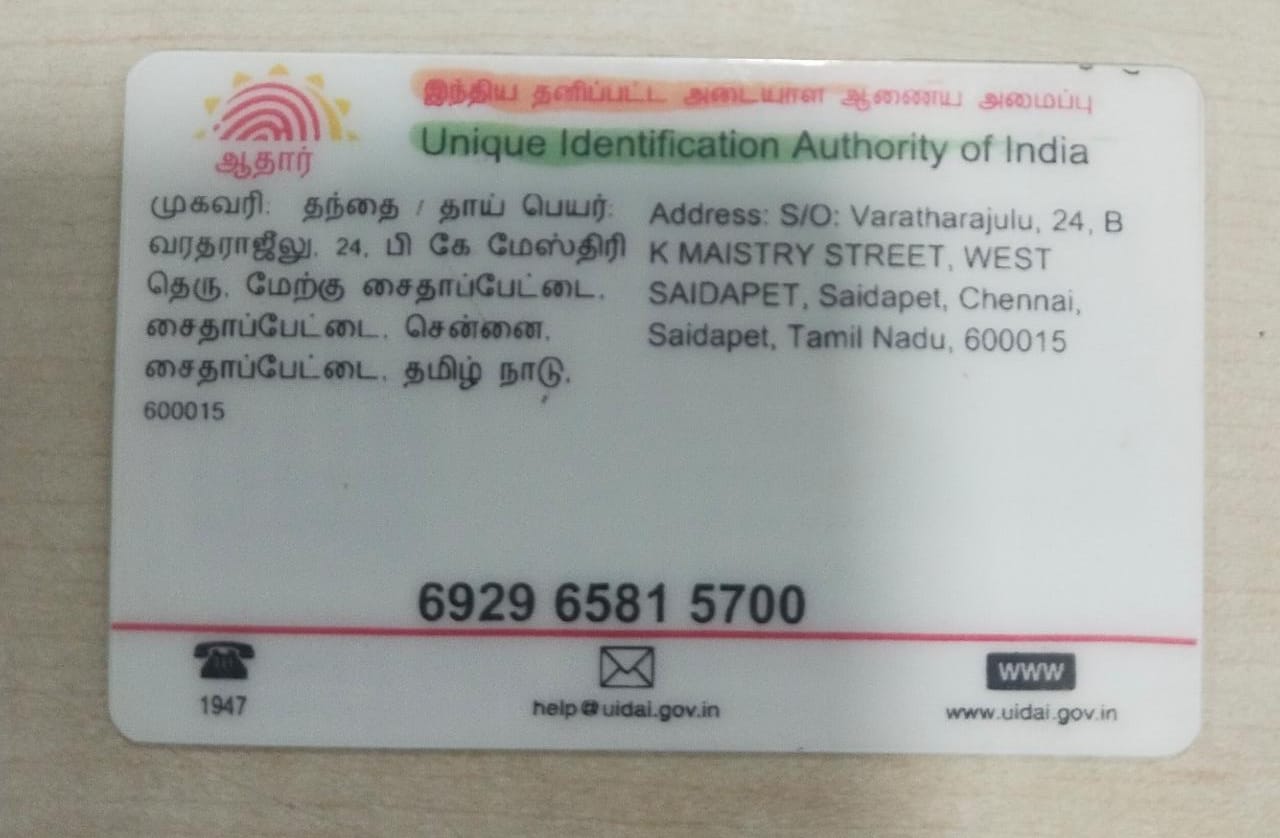 இந்திய தனிப்பட்ட அடையாள ஆணைய அமைப்பு
Unique Identification Authority of India
ஆதார்
முகவரி: தந்தை / தாய் பெயர்:
வரதராஜீலு, 24, பி கே மேஸ்திரி
தெரு, மேற்கு சைதாப்பேட்டை,
சைதாப்பேட்டை, சென்னை,
சைதாப்பேட்டை, தமிழ் நாடு,
600015
Address: S/O: Varatharajulu, 24, B
K MAISTRY STREET, WEST
SAIDAPET, Saidapet, Chennai,
Saidapet, Tamil Nadu, 600015
6929 6581 5700
1947
help@uidai.gov.in
www
www.uidai.gov.in